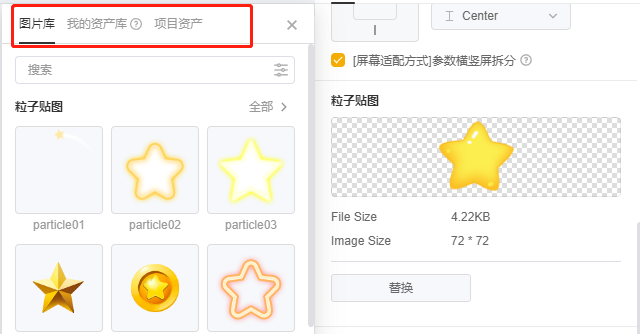 图片库 我的资产库 项目资产
搜索
粒子贴图 全部
particle01 particle02 particle03
Center
[屏幕适配方式]参数横竖屏拆分
粒子贴图
File Size 4.22KB
Image Size 72 * 72
替换